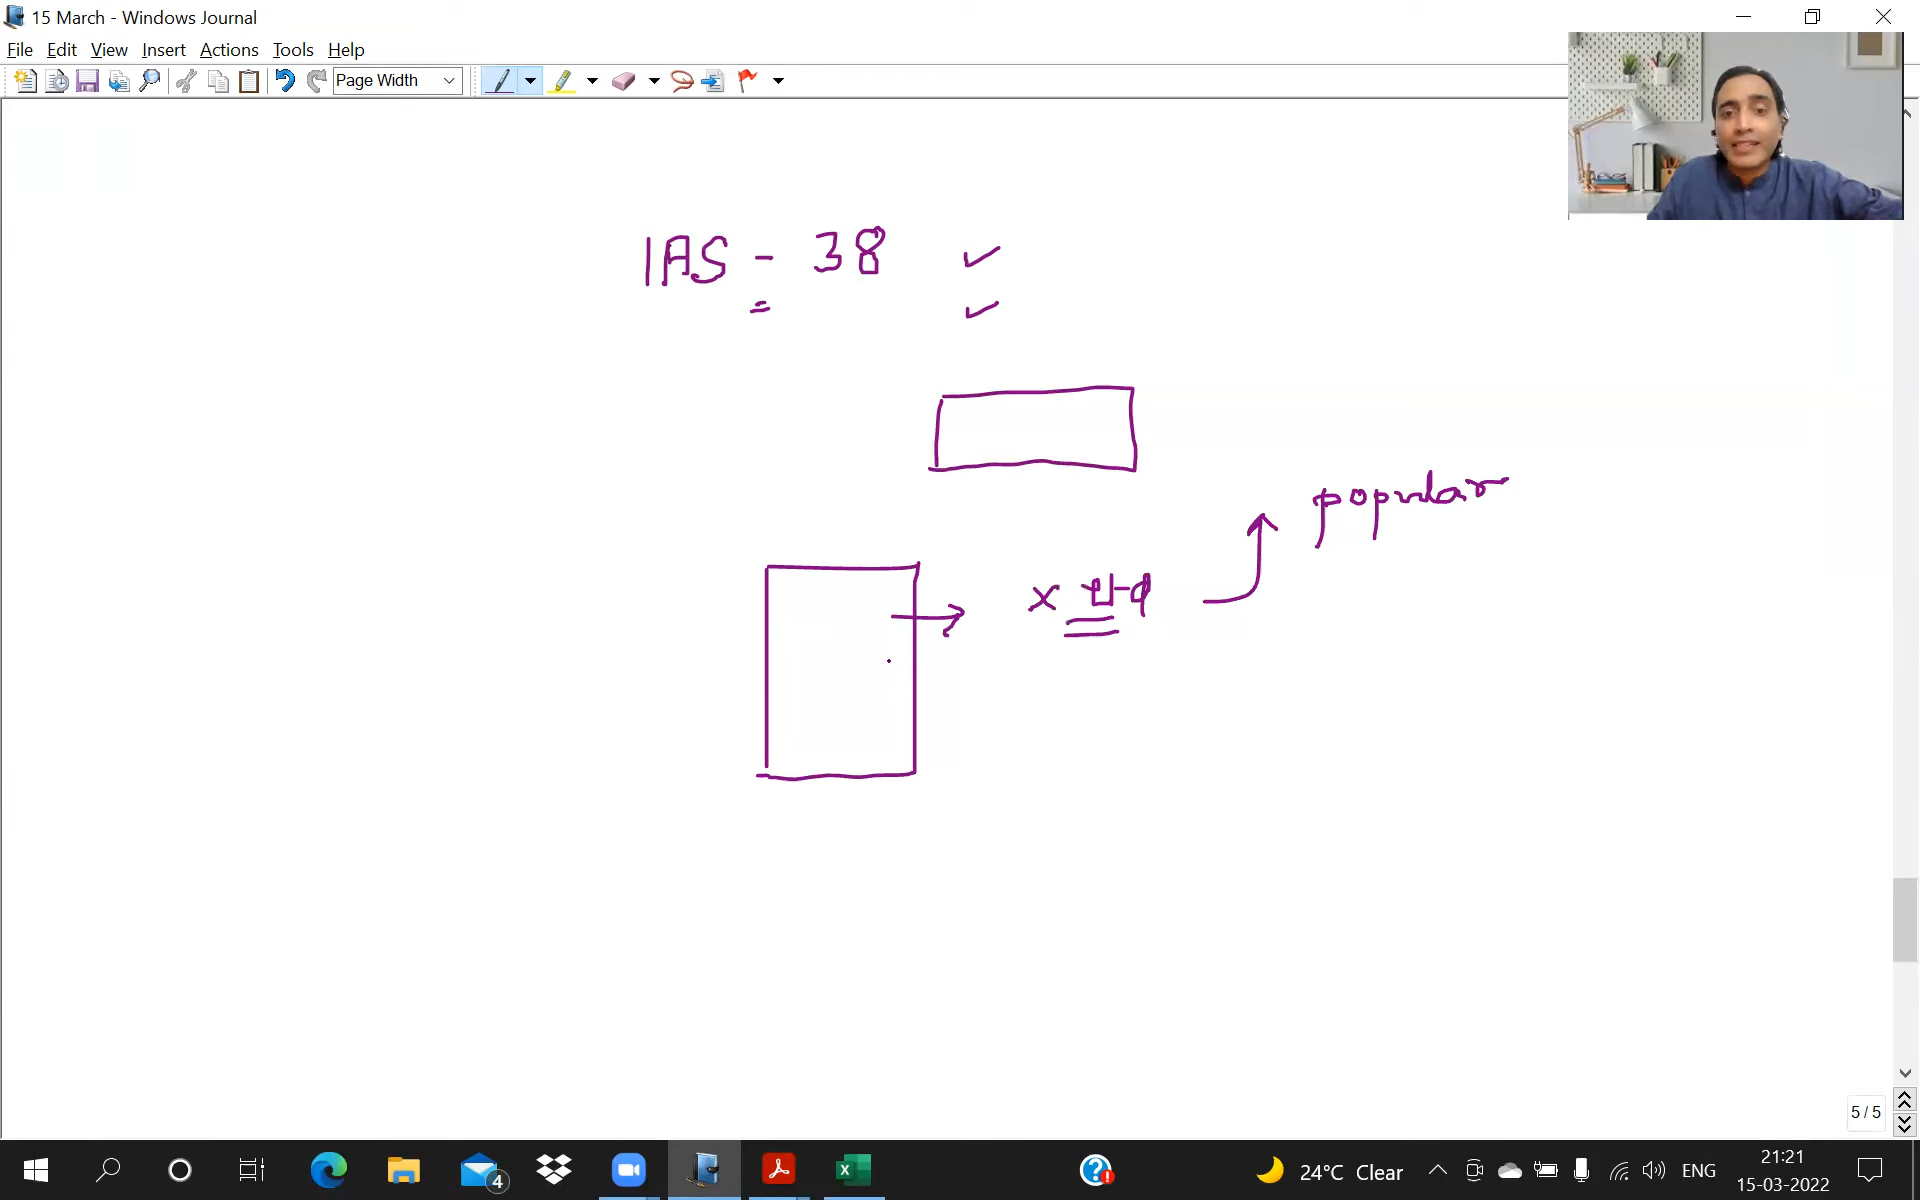 15 March - Windows Journal
File Edit View Insert Actions Tools Help
Page Width
IAS - 38
=
popular
x
5 / 5
4
24°C Clear
ENG
21:21
15-03-2022